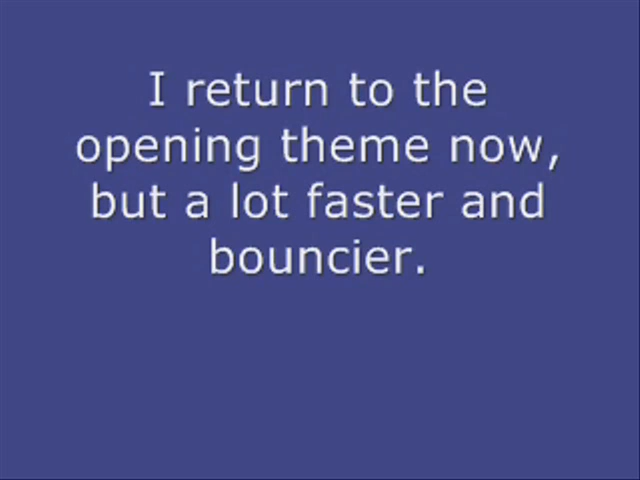 I return to the
opening theme now,
but a lot faster and
bouncier.